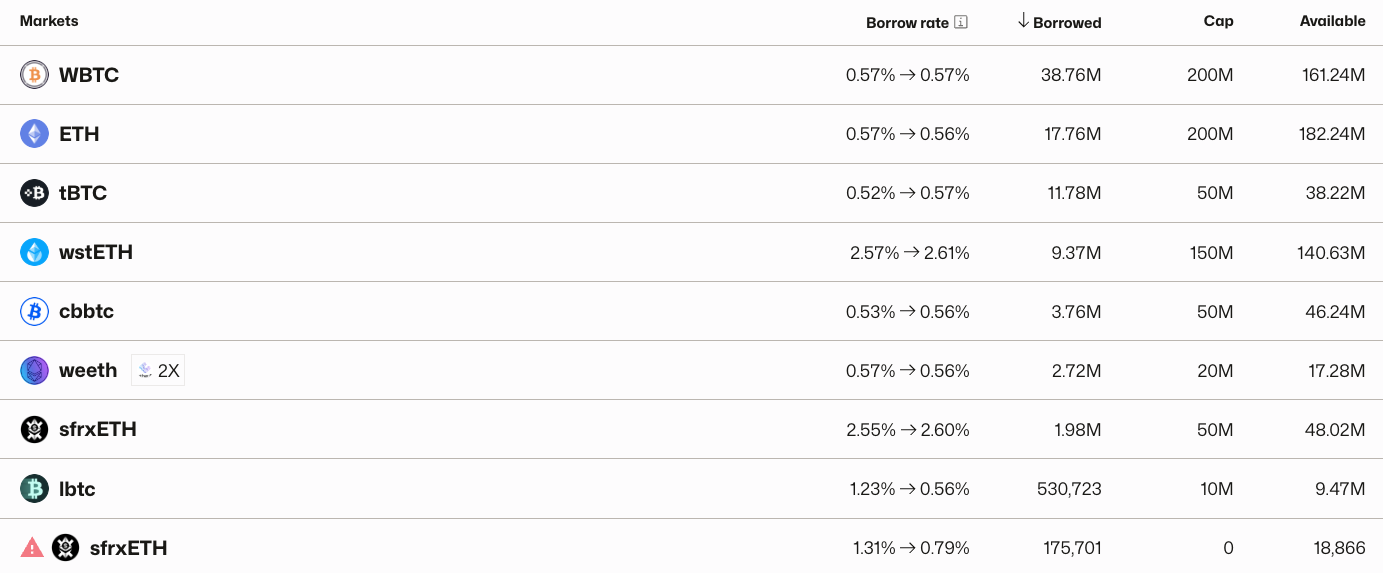 Markets Borrow rate i ↓ Borrowed Cap Available
WBTC 0.57% → 0.57% 38.76M 200M 161.24M
ETH 0.57% → 0.56% 17.76M 200M 182.24M
tBTC 0.52% → 0.57% 11.78M 50M 38.22M
wstETH 2.57% → 2.61% 9.37M 150M 140.63M
cbbtc 0.53% → 0.56% 3.76M 50M 46.24M
weeth 2X 0.57% → 0.56% 2.72M 20M 17.28M
sfrxETH 2.55% → 2.60% 1.98M 50M 48.02M
lbtc 1.23% → 0.56% 530,723 10M 9.47M
sfrxETH 1.31% → 0.79% 175,701 0 18,866